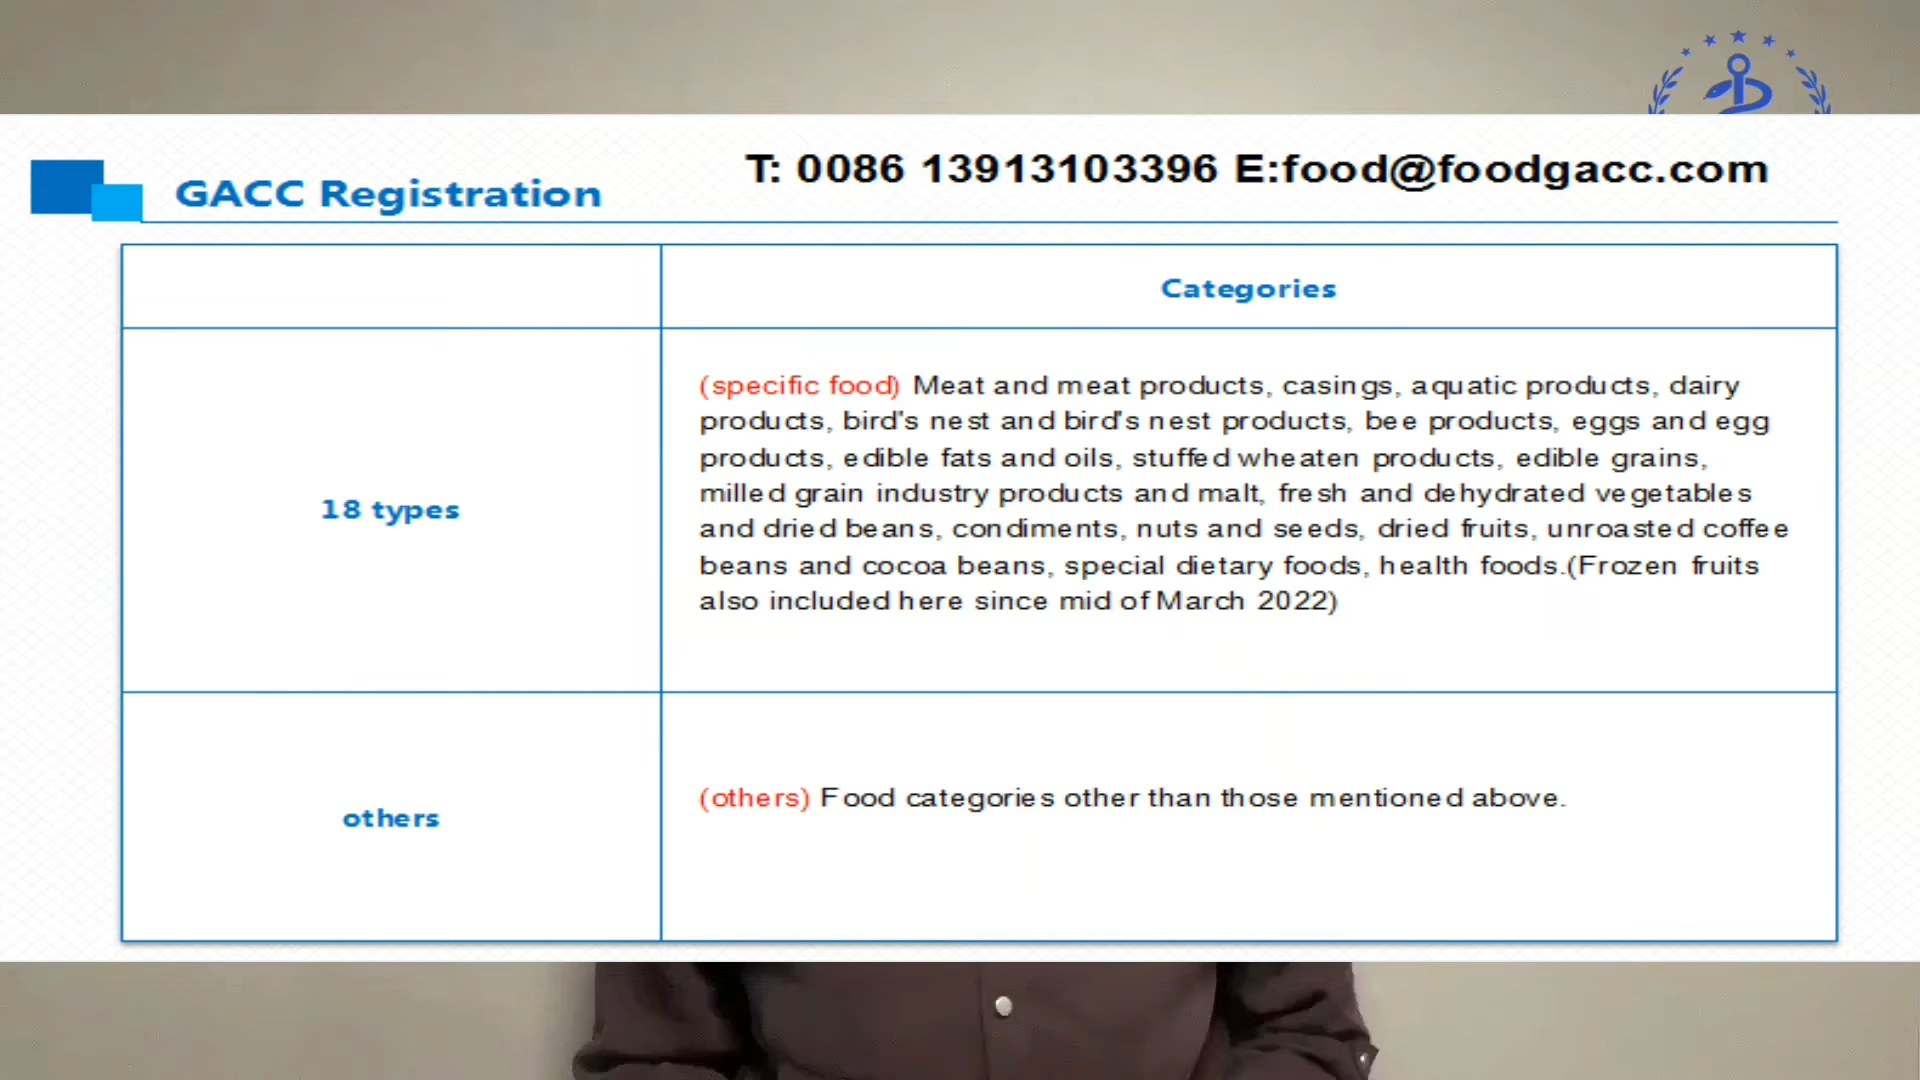 T: 0086 13913103396 E:food@foodgacc.com
GACC Registration
Categories
18 types
(specific food) Meat and meat products, casings, aquatic products, dairy
products, bird's nest and bird's nest products, bee products, eggs and egg
products, edible fats and oils, stuffed wheaten products, edible grains,
milled grain industry products and malt, fresh and dehydrated vegetables
and dried beans, condiments, nuts and seeds, dried fruits, unroasted coffee
beans and cocoa beans, special dietary foods, health foods.(Frozen fruits
also included here since mid of March 2022)
others
(others) Food categories other than those mentioned above.